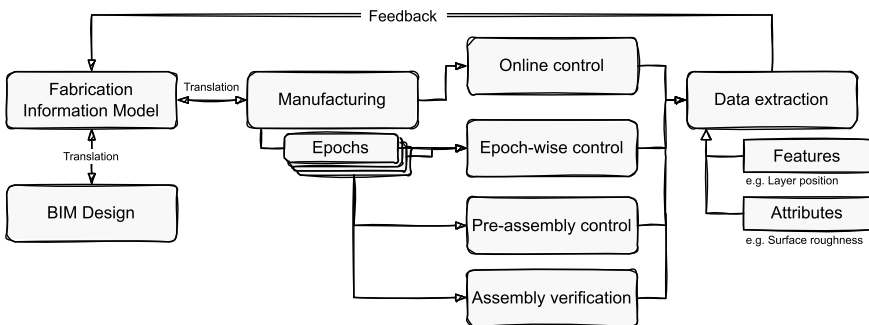 Feedback
Fabrication
Information Model
Translation
Manufacturing
Online control
Data extraction
Epochs
Epoch-wise control
Features
e.g. Layer position
Translation
BIM Design
Pre-assembly control
Attributes
e.g. Surface roughness
Assembly verification